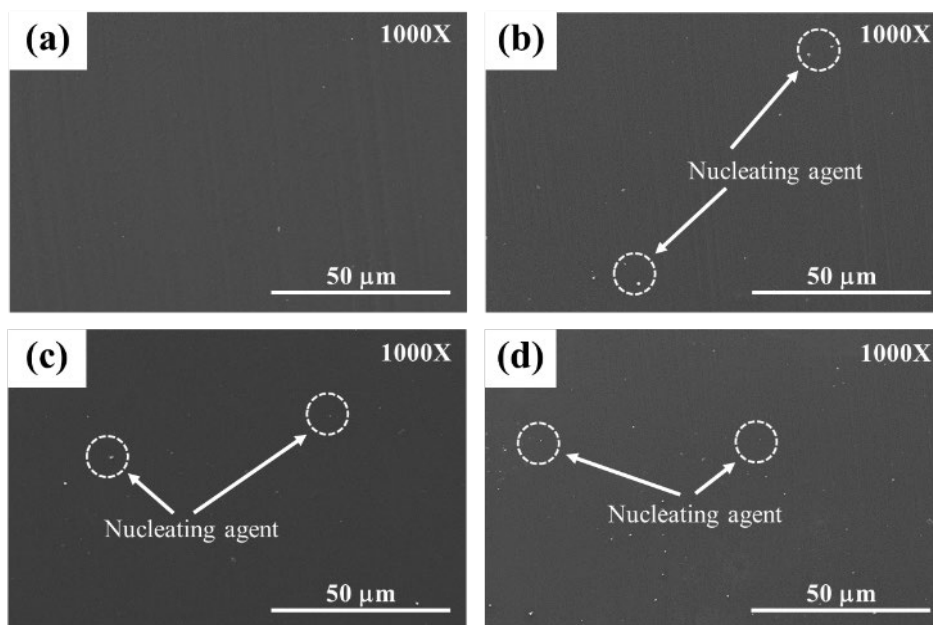 (a)
1000X
50 μm
(b)
1000X
Nucleating agent
50 μm
(c)
1000X
Nucleating agent
50 μm
(d)
1000X
Nucleating agent
50 μm